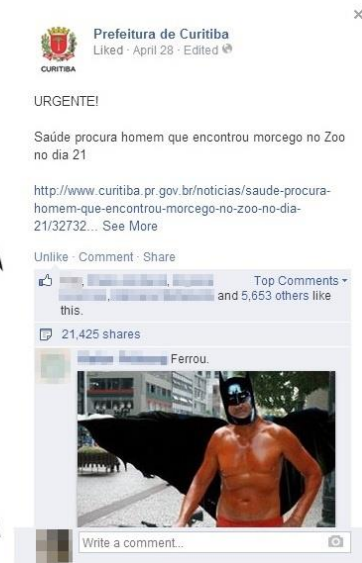 Prefeitura de Curitiba
Liked · April 28 · Edited
CURITIBA
URGENTE!
Saúde procura homem que encontrou morcego no Zoo
no dia 21
http://www.curitiba.pr.gov.br/noticias/saude-procura-
homem-que-encontrou-morcego-no-zoo-no-dia-
21/32732... See More
Unlike · Comment · Share
Top Comments
and 5,653 others like
this.
21,425 shares
Ferrou.
Write a comment...